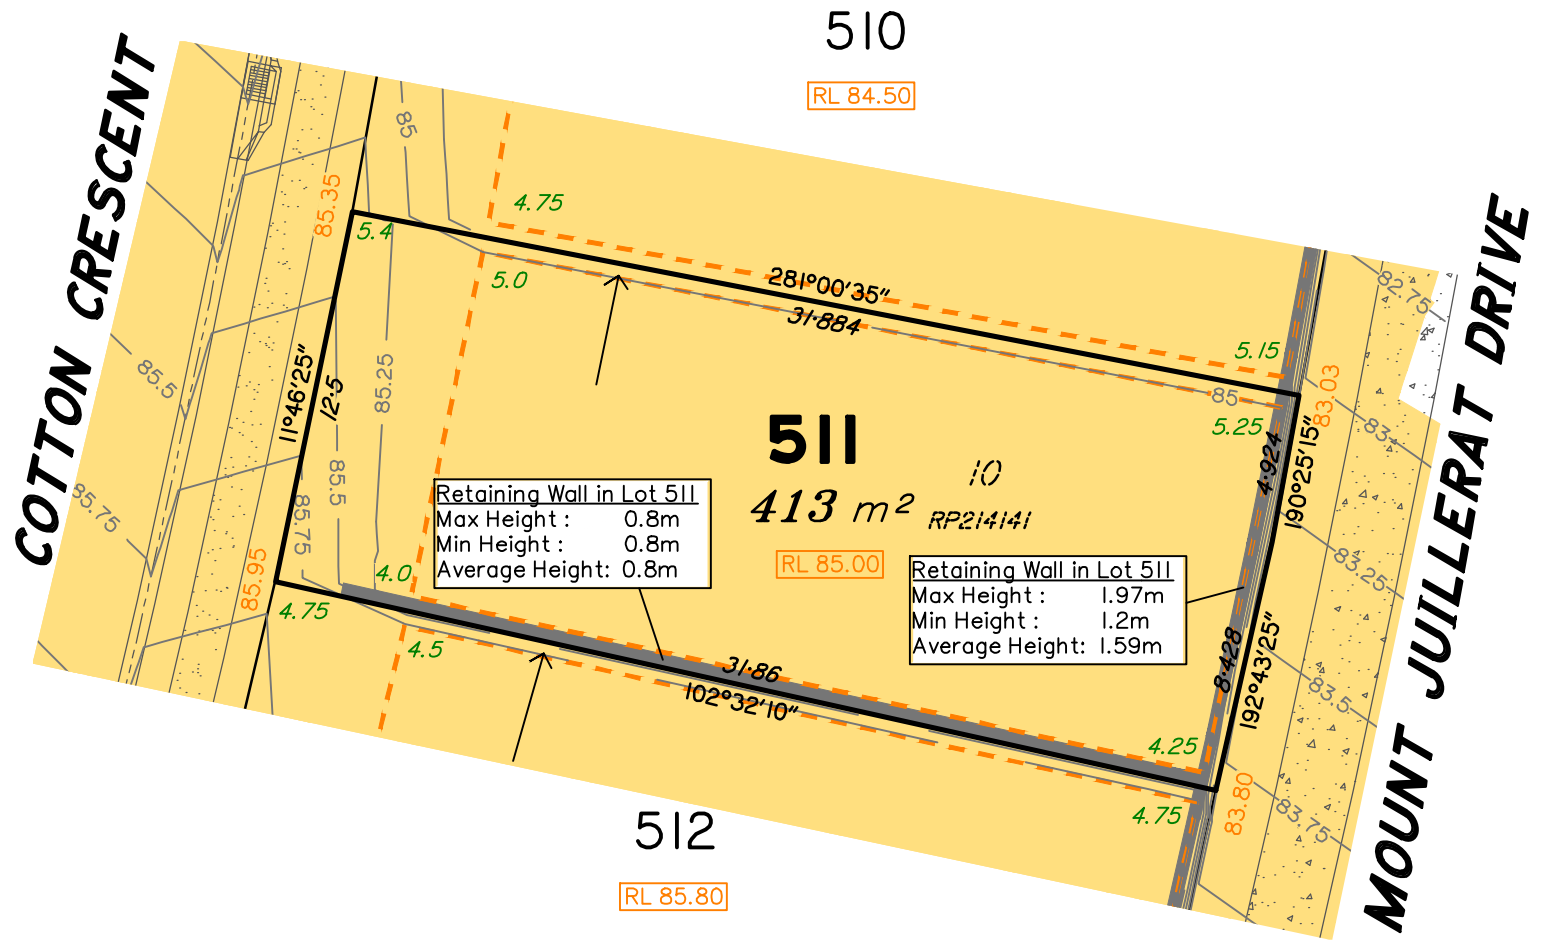 510
RL 84.50
COTTON CRESCENT
MOUNT JUILLERAT DRIVE
85
85.35
4.75
5.4
5.0
281°00'35"
31·884
5.15
82.75
83.03
83
85
5.25
85.5
11°46'25"
12·5
85.25
511
413 m²
10
RP214141
RL 85.00
4·924
190°25'15"
85.75
85.5
85.75
Retaining Wall in Lot 511
Max Height : 0.8m
Min Height : 0.8m
Average Height: 0.8m
Retaining Wall in Lot 511
Max Height : 1.97m
Min Height : 1.2m
Average Height: 1.59m
83.25
85.95
4.0
4.75
4.5
31·86
102°32'10"
8·428
192°43'25"
83.5
4.25
4.75
83.80
83.75
512
RL 85.80